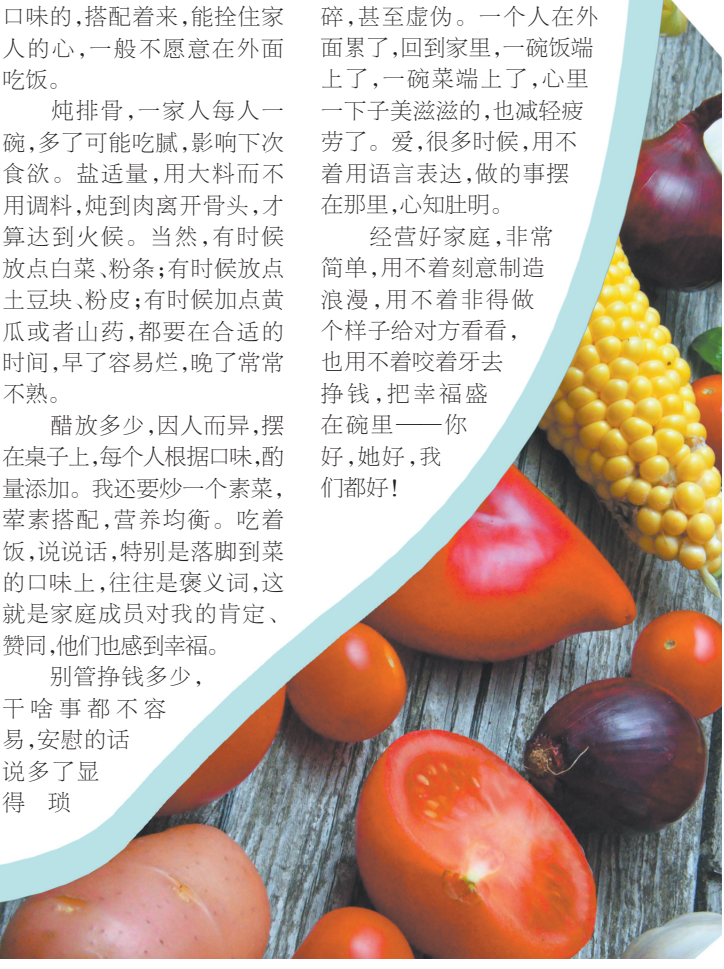 口味的，搭配着来，能拴住家
人的心，一般不愿意在外面
吃饭。
炖排骨，一家人每人一
碗，多了可能吃腻，影响下次
食欲。盐适量，用大料而不
用调料，炖到肉离开骨头，才
算达到火候。当然，有时候
放点白菜、粉条；有时候放点
土豆块、粉皮；有时候加点黄
瓜或者山药，都要在合适的
时间，早了容易烂，晚了常常
不熟。
醋放多少，因人而异，摆
在桌子上，每个人根据口味，酌
量添加。我还要炒一个素菜，
荤素搭配，营养均衡。吃着
饭，说说话，特别是落脚到菜
的口味上，往往是褒义词，这
就是家庭成员对我的肯定、
赞同，他们也感到幸福。
别管挣钱多少，
干啥事都不容
易，安慰的话
说多了显
得 琐
碎，甚至虚伪。一个人在外
面累了，回到家里，一碗饭端
上了，一碗菜端上了，心里
一下子美滋滋的，也减轻疲
劳了。爱，很多时候，用不
着用语言表达，做的事摆
在那里，心知肚明。
经营好家庭，非常
简单，用不着刻意制造
浪漫，用不着非得做
个样子给对方看看，
也用不着咬着牙去
挣钱，把幸福盛
在碗里——你
好，她好，我
们都好！